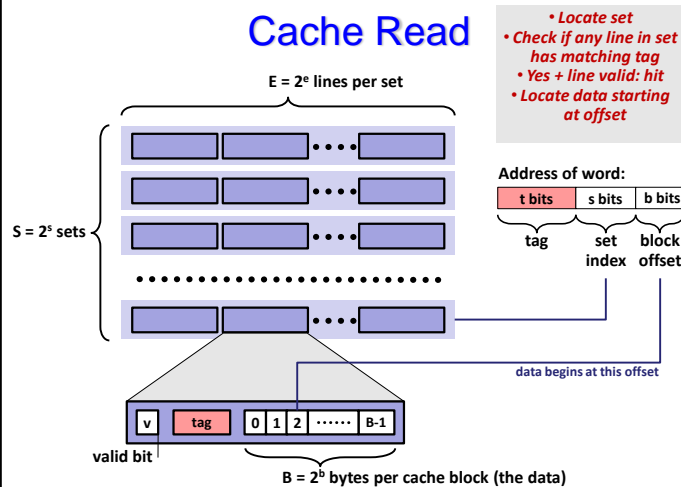 Cache Read
• Locate set
• Check if any line in set
has matching tag
• Yes + line valid: hit
• Locate data starting
at offset
E = 2ᵉ lines per set
S = 2ˢ sets
Address of word:
t bits s bits b bits
tag set block
index offset
data begins at this offset
v tag 0 1 2 •••••• B-1
valid bit
B = 2ᵇ bytes per cache block (the data)